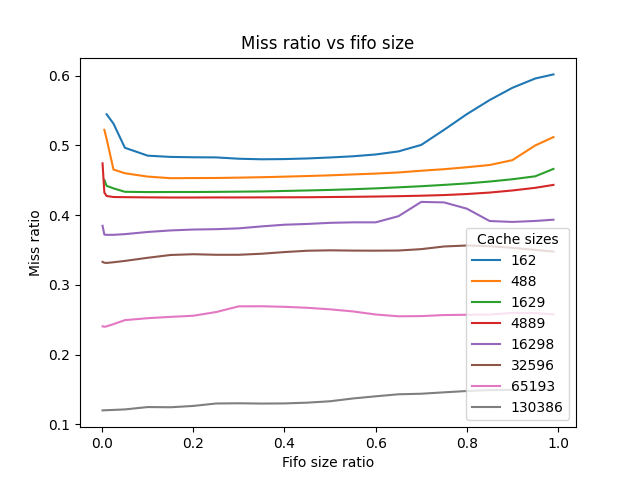 Miss ratio vs fifo size
Miss ratio
0.6
0.5
0.4
0.3
0.2
0.1
Cache sizes
162
488
1629
4889
16298
32596
65193
130386
0.0 0.2 0.4 0.6 0.8 1.0
Fifo size ratio